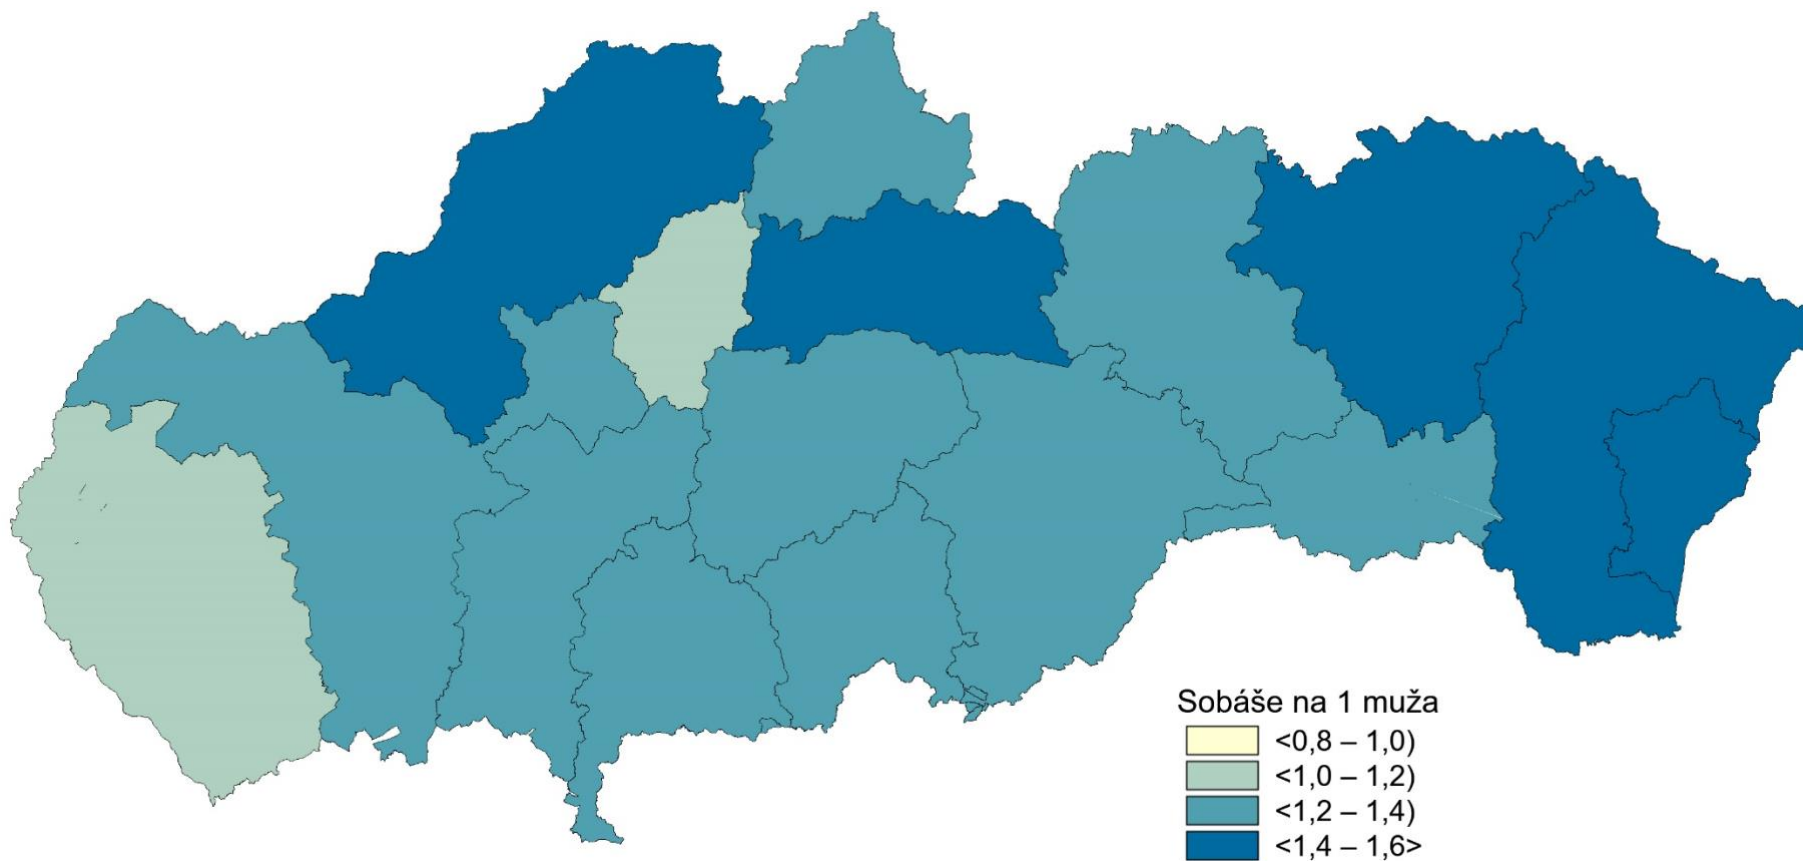 Sobáše na 1 muža
<0,8 – 1,0)
<1,0 – 1,2)
<1,2 – 1,4)
<1,4 – 1,6>